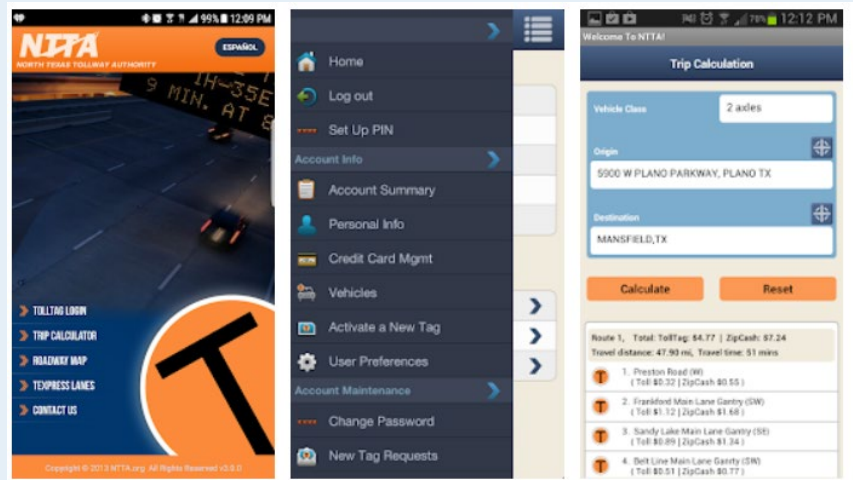 99% 12:09 PM
NTTA
NORTH TEXAS TOLLWAY AUTHORITY
ESPAÑOL
IH-35E
9 MIN. AT 8
TOLLTAG LOGIN
TRIP CALCULATOR
ROADWAY MAP
TEXPRESS LANES
CONTACT US
Copyright © 2013 NTTA.org All Rights Reserved v3.9.0
Home
Log out
Set Up PIN
Account Info
Account Summary
Personal Info
Credit Card Mgmt
Vehicles
Activate a New Tag
User Preferences
Account Maintenance
Change Password
New Tag Requests
70% 12:12 PM
Welcome To NTTA!
Trip Calculation
Vehicle Class
2 axles
Origin
5900 W PLANO PARKWAY, PLANO TX
Destination
MANSFIELD,TX
Calculate
Reset
Route 1, Total: TollTag: $4.77 | ZipCash: $7.24
Travel distance: 47.90 mi, Travel time: 51 mins
1. Preston Road (W)
( Toll $0.32 | ZipCash $0.55 )
2. Frankford Main Lane Gantry (SW)
( Toll $1.12 | ZipCash $1.68 )
3. Sandy Lake Main Lane Gantry (SE)
( Toll $0.89 | ZipCash $1.34 )
4. Belt Line Main Lane Gantry (SW)
( Toll $0.51 | ZipCash $0.77 )